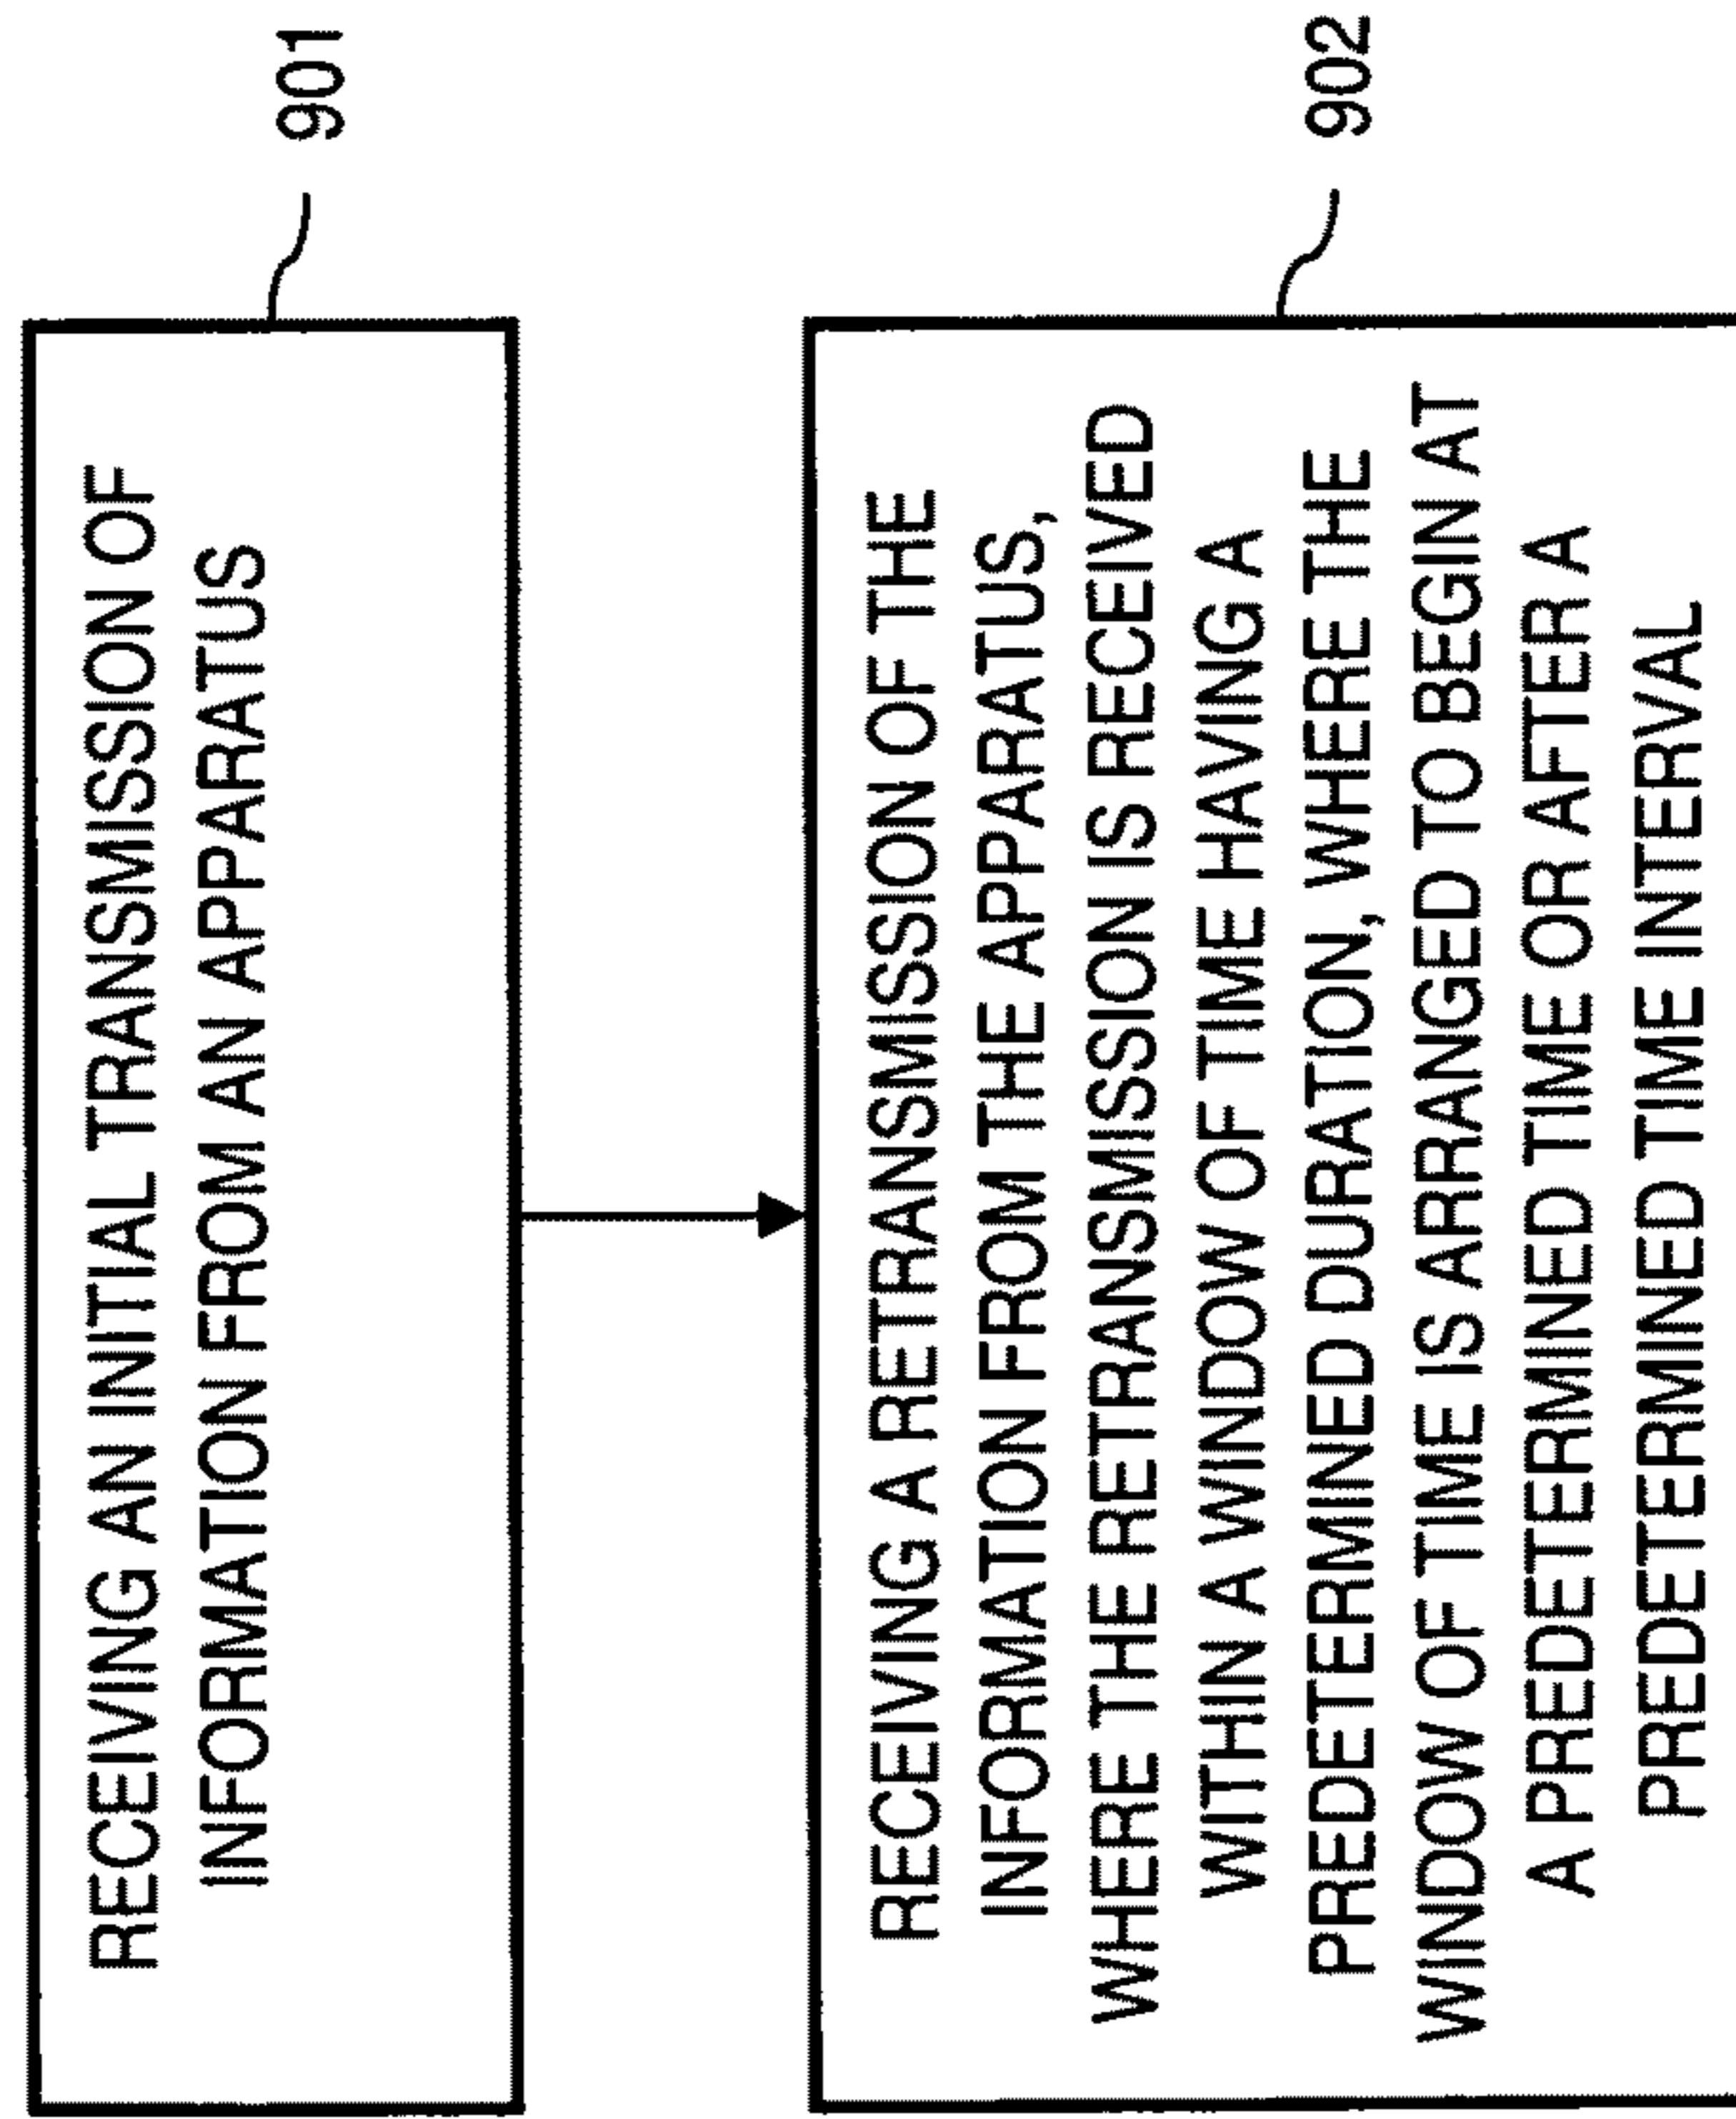 RECEIVING AN INITIAL TRANSMISSION OF
INFORMATION FROM AN APPARATUS
901
RECEIVING A RETRANSMISSION OF THE
INFORMATION FROM THE APPARATUS,
WHERE THE RETRANSMISSION IS RECEIVED
WITHIN A WINDOW OF TIME HAVING A
PREDETERMINED DURATION, WHERE THE
WINDOW OF TIME IS ARRANGED TO BEGIN AT
A PREDETERMINED TIME OR AFTER A
PREDETERMINED TIME INTERVAL
902